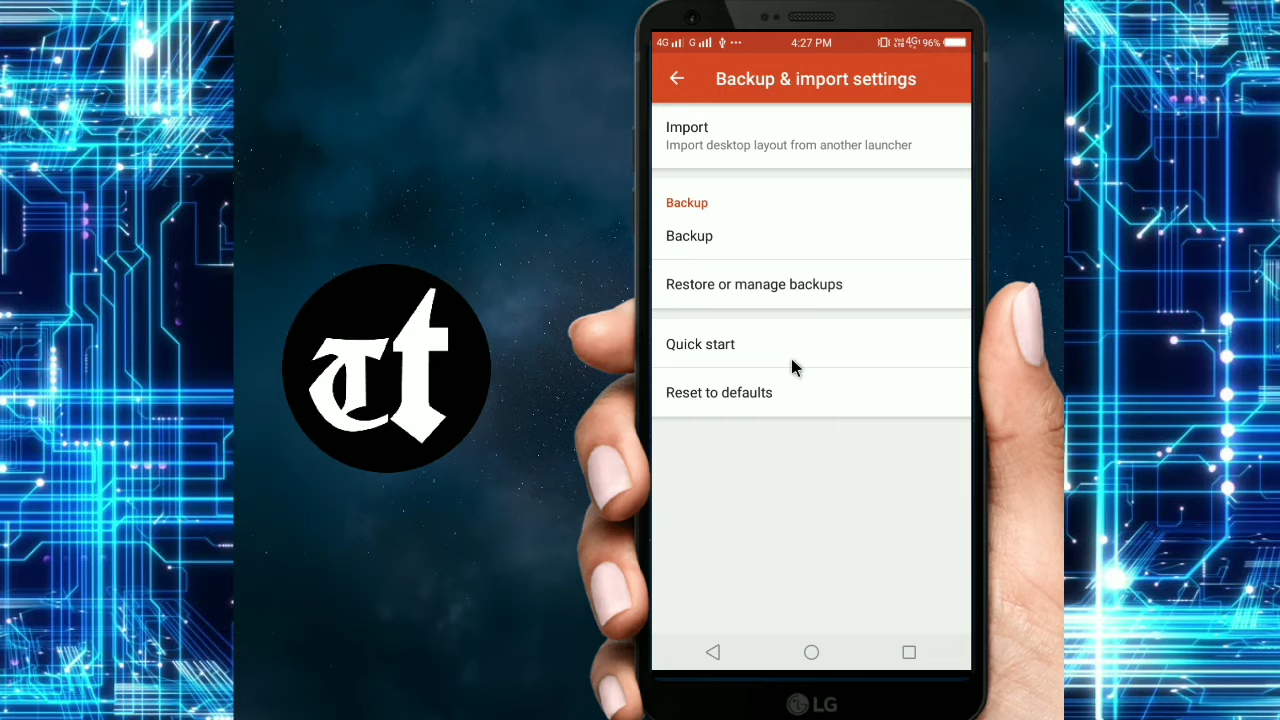 4G G 4:27 PM 4G 96%
Backup & import settings
Import
Import desktop layout from another launcher
Backup
Backup
Restore or manage backups
Quick start
Reset to defaults
Tt
LG